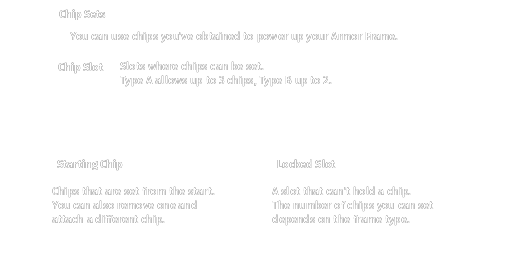 Chip Sets
You can use chips you've obtained to power up your Armor Frame.
Chip Slot
Slots where chips can be set.
Type A allows up to 3 chips, Type B up to 2.
Starting Chip
Locked Slot
Chips that are set from the start.
You can also remove one and
attach a different chip.
A slot that can't hold a chip.
The number of chips you can set
depends on the frame type.